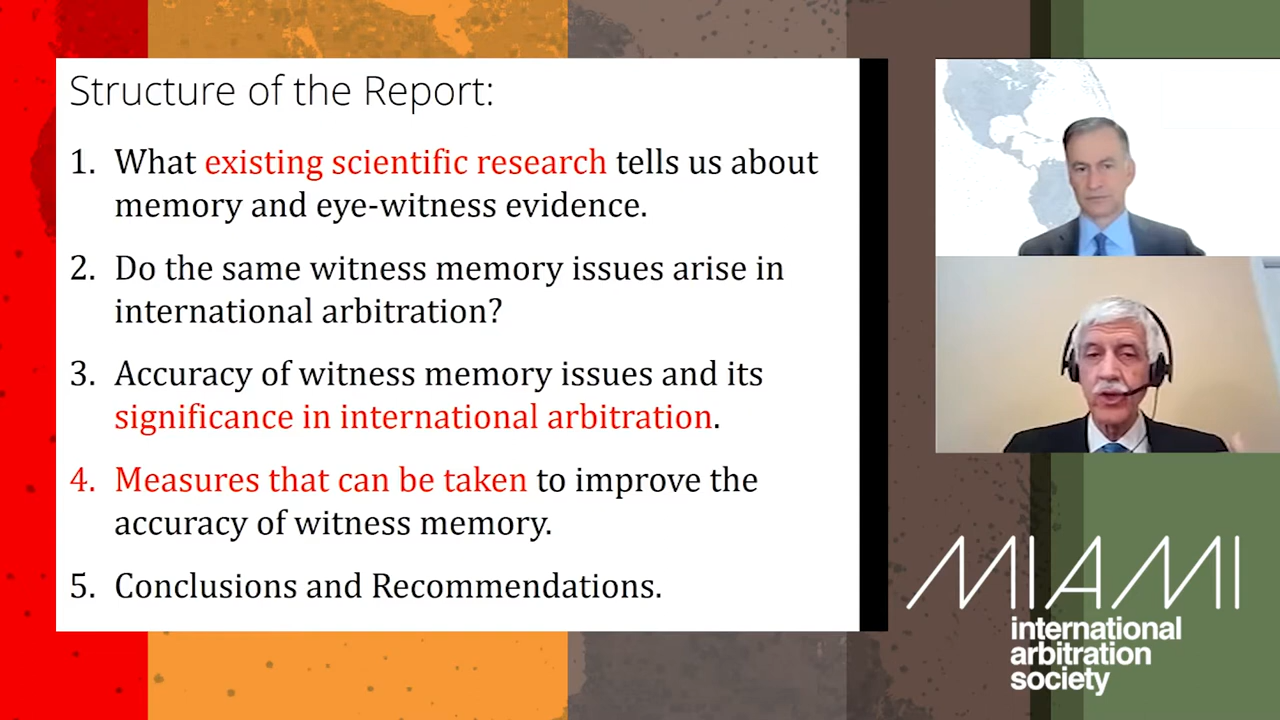 Structure of the Report:
1. What existing scientific research tells us about
memory and eye-witness evidence.
2. Do the same witness memory issues arise in
international arbitration?
3. Accuracy of witness memory issues and its
significance in international arbitration.
4. Measures that can be taken to improve the
accuracy of witness memory.
5. Conclusions and Recommendations.
MIAMI
international
arbitration
society